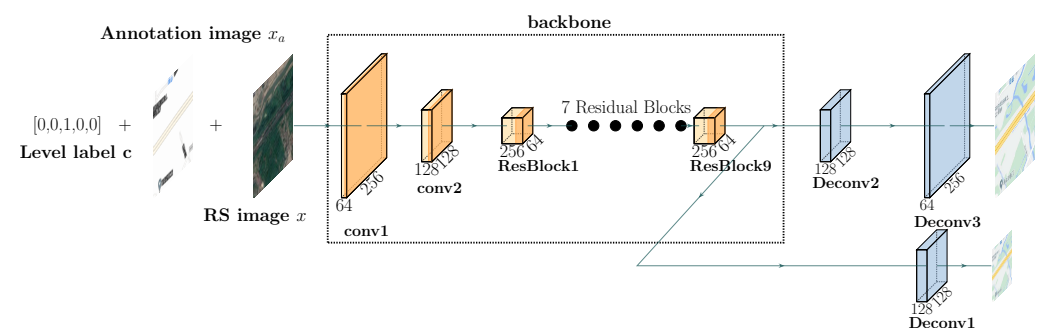 backbone
Annotation image xₐ
[0,0,1,0,0] + +
Level label c
RS image x
64
256
conv1
128
128
conv2
256
64
ResBlock1
7 Residual Blocks
256
64
ResBlock9
128
128
Deconv2
64
256
Deconv3
128
128
Deconv1